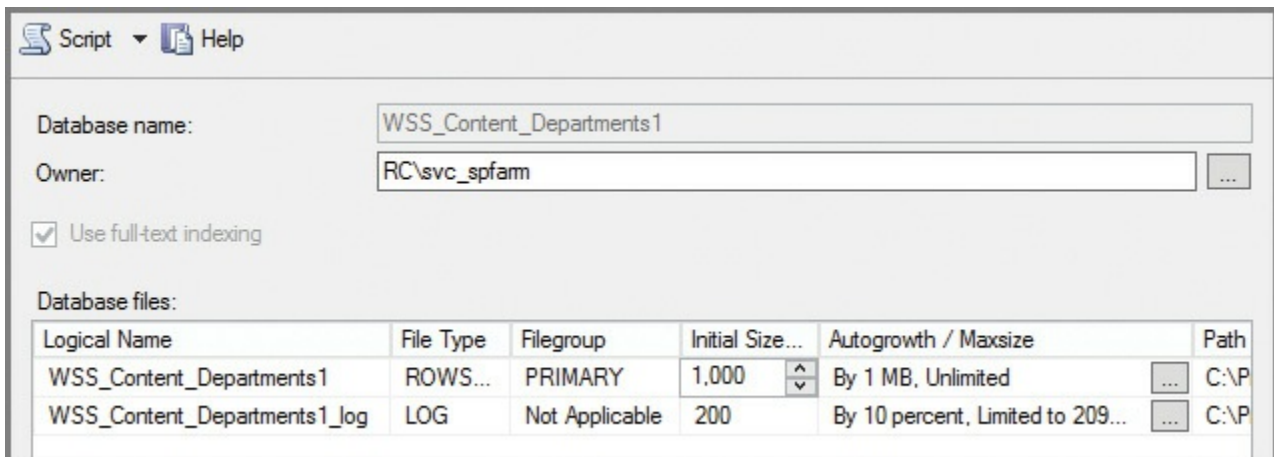 Script Help
Database name: WSS_Content_Departments1
Owner: RC\svc_spfarm ...
Use full-text indexing
Database files:
Logical Name File Type Filegroup Initial Size... Autogrowth / Maxsize Path
WSS_Content_Departments1 ROWS... PRIMARY 1,000 By 1 MB, Unlimited ... C:\P
WSS_Content_Departments1_log LOG Not Applicable 200 By 10 percent, Limited to 209... ... C:\P